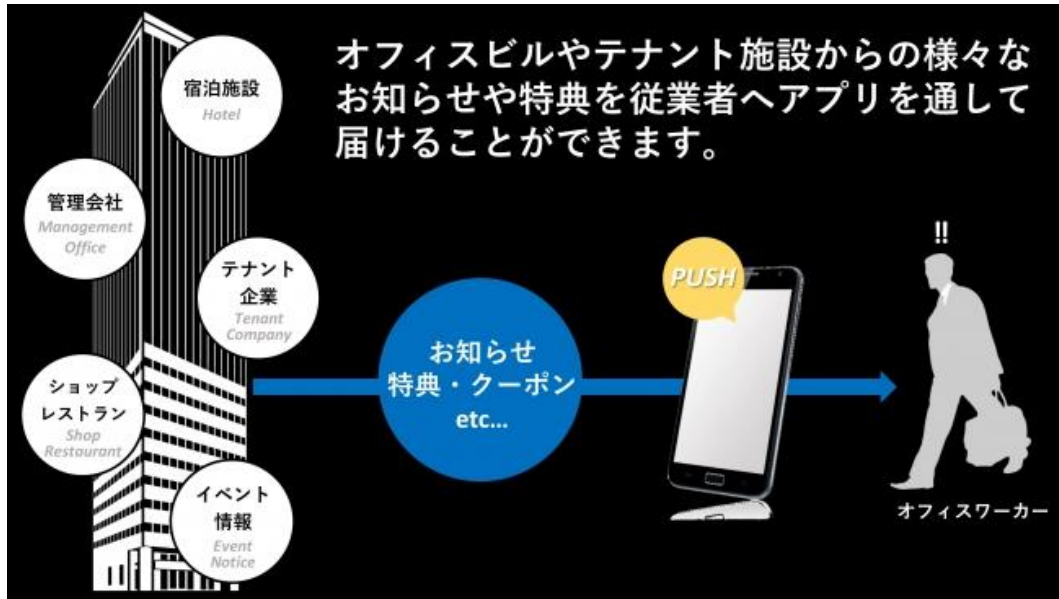 オフィスビルやテナント施設からの様々な
お知らせや特典を従業者へアプリを通して
届けることができます。
宿泊施設
Hotel
管理会社
Management
Office
テナント
企業
Tenant
Company
ショップ
レストラン
Shop
Restaurant
イベント
情報
Event
Notice
お知らせ
特典・クーポン
etc...
PUSH
!!
オフィスワーカー